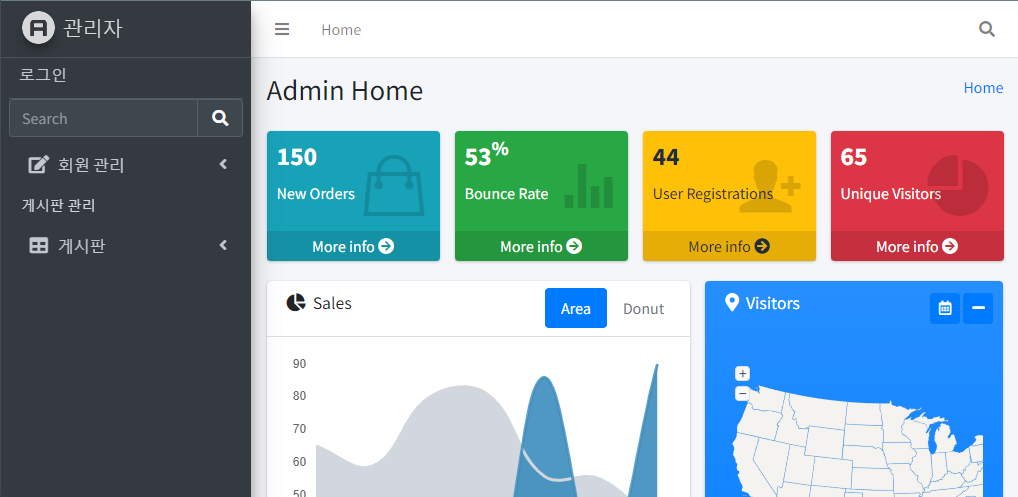 관리자
로그인
Search
회원 관리
게시판 관리
게시판
Home
Admin Home
Home
150
New Orders
More info
53%
Bounce Rate
More info
44
User Registrations
More info
65
Unique Visitors
More info
Sales
Area
Donut
90
80
70
60
50
Visitors
+
−